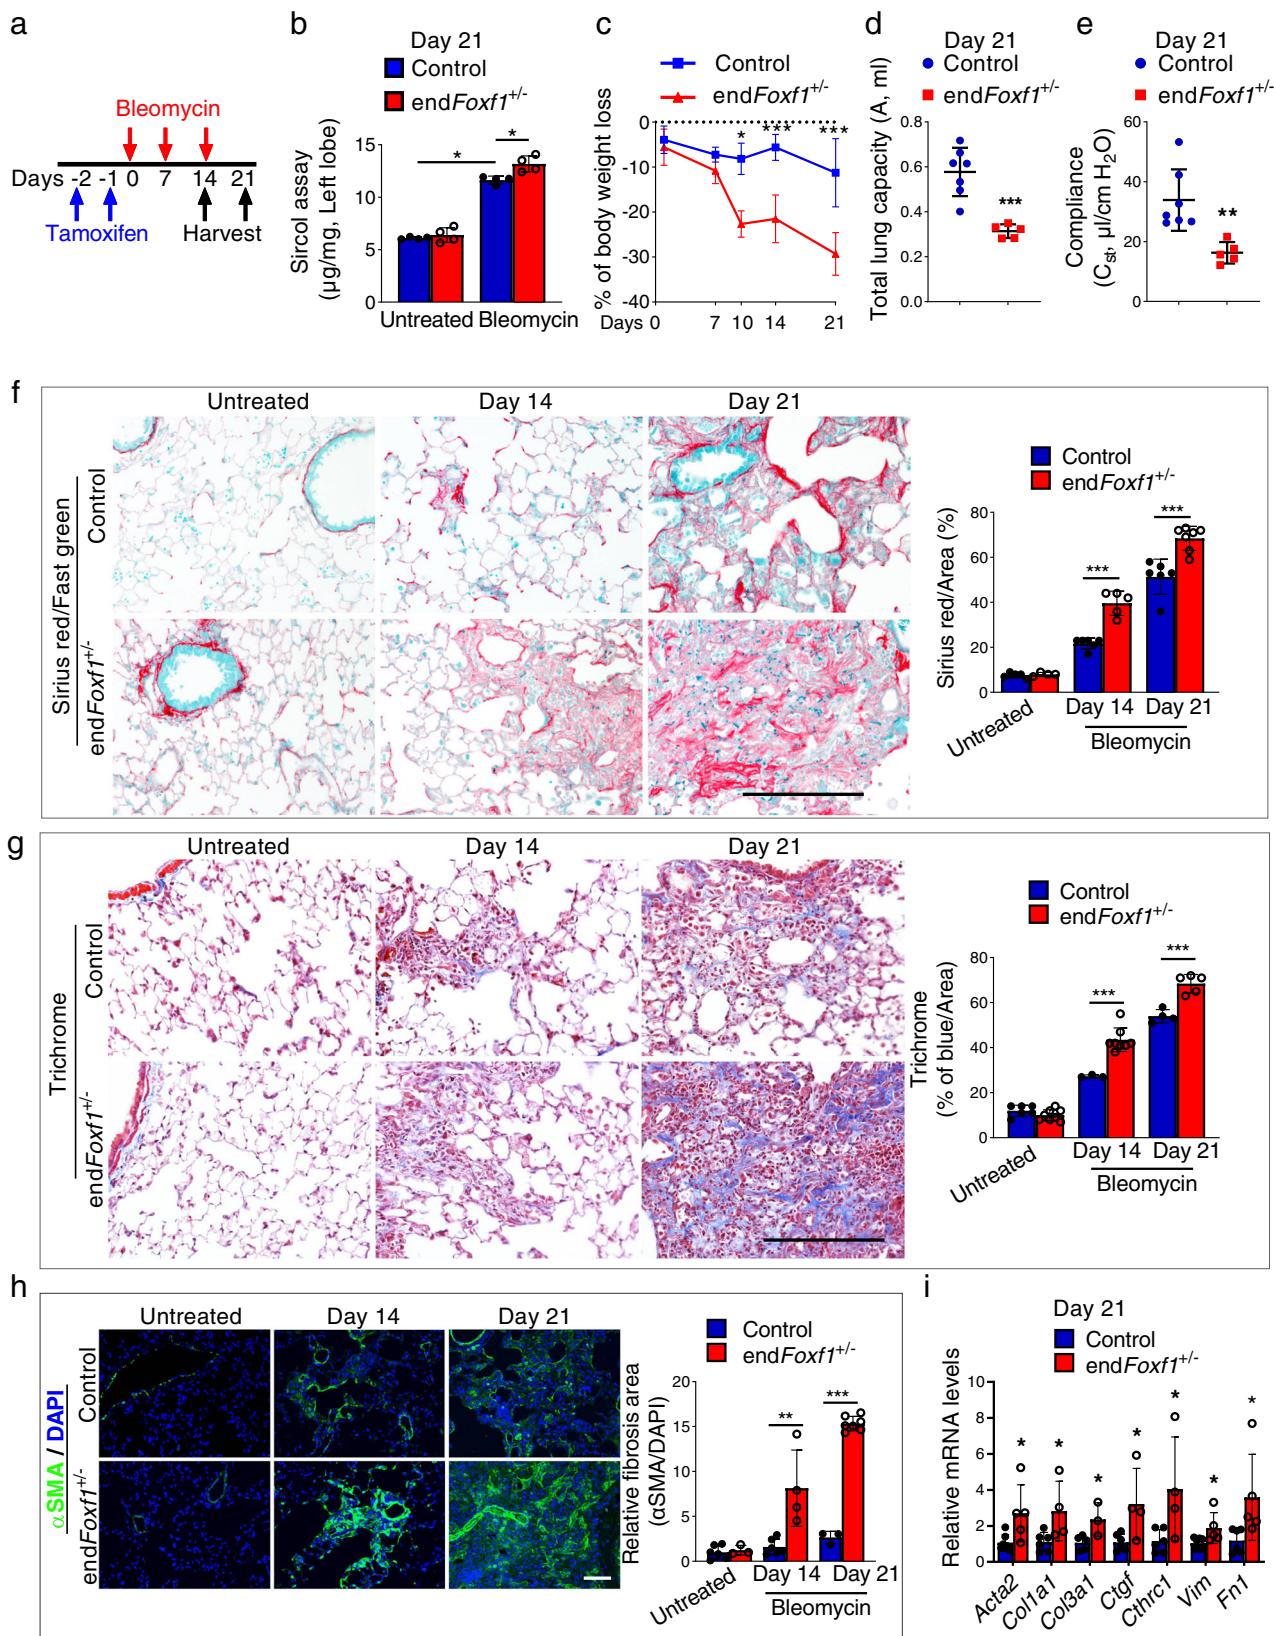 a
Bleomycin
Days -2 -1 0 7 14 21
Tamoxifen
Harvest
b
Day 21
Control
endFoxf1+/-
Sircol assay
(µg/mg, Left lobe)
15
10
5
0
*
*
Untreated Bleomycin
c
Control
endFoxf1+/-
% of body weight loss
0
-10
-20
-30
-40
* *** ***
Days 0 7 10 14 21
d
Day 21
Control
endFoxf1+/-
Total lung capacity (A, ml)
0.8
0.6
0.4
0.2
0.0
***
e
Day 21
Control
endFoxf1+/-
Compliance
(Cst, µl/cm H2O)
60
40
20
0
**
f
Untreated
Day 14
Day 21
Sirius red/Fast green
Control
endFoxf1+/-
Control
endFoxf1+/-
Sirius red/Area (%)
80
60
40
20
0
***
***
Untreated
Day 14 Day 21
Bleomycin
g
Untreated
Day 14
Day 21
Trichrome
Control
endFoxf1+/-
Control
endFoxf1+/-
Trichrome
(% of blue/Area)
80
60
40
20
0
***
***
Untreated
Day 14 Day 21
Bleomycin
h
Untreated
Day 14
Day 21
αSMA / DAPI
Control
endFoxf1+/-
Control
endFoxf1+/-
Relative fibrosis area
(αSMA/DAPI)
20
15
10
5
0
**
***
Untreated
Day 14 Day 21
Bleomycin
i
Day 21
Control
endFoxf1+/-
Relative mRNA levels
10
8
6
4
2
0
* * * * * * *
Acta2
Col1a1
Col3a1
Ctgf
Cthrc1
Vim
Fn1